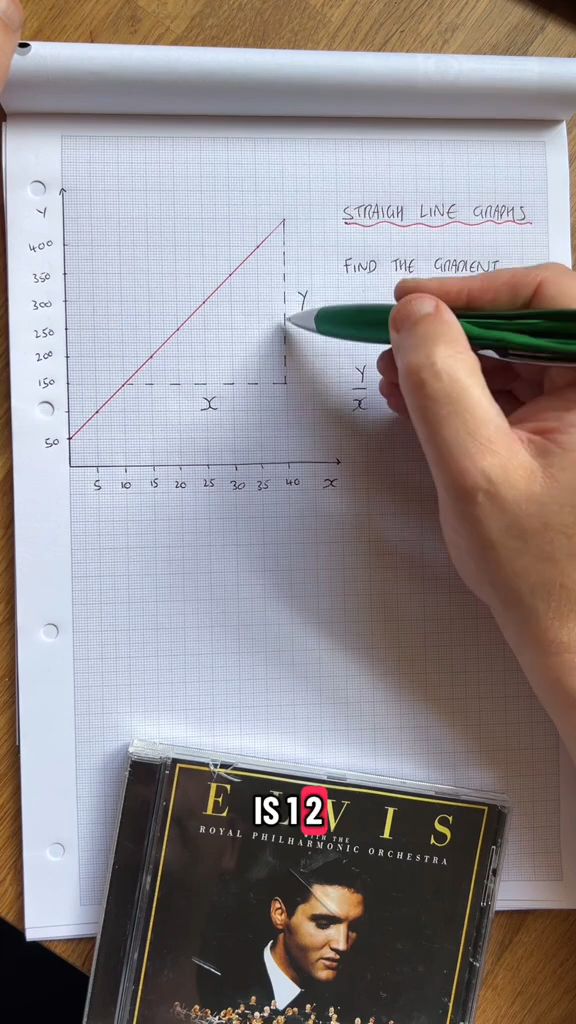 STRAIGH LINE GRAPHS
FIND THE GRADIENT
Y
400
350
300
250
200
150
50
5 10 15 20 25 30 35 40 x
Y
x
Y
x
IS 12
ELVIS
WITH THE
ROYAL PHILHARMONIC ORCHESTRA